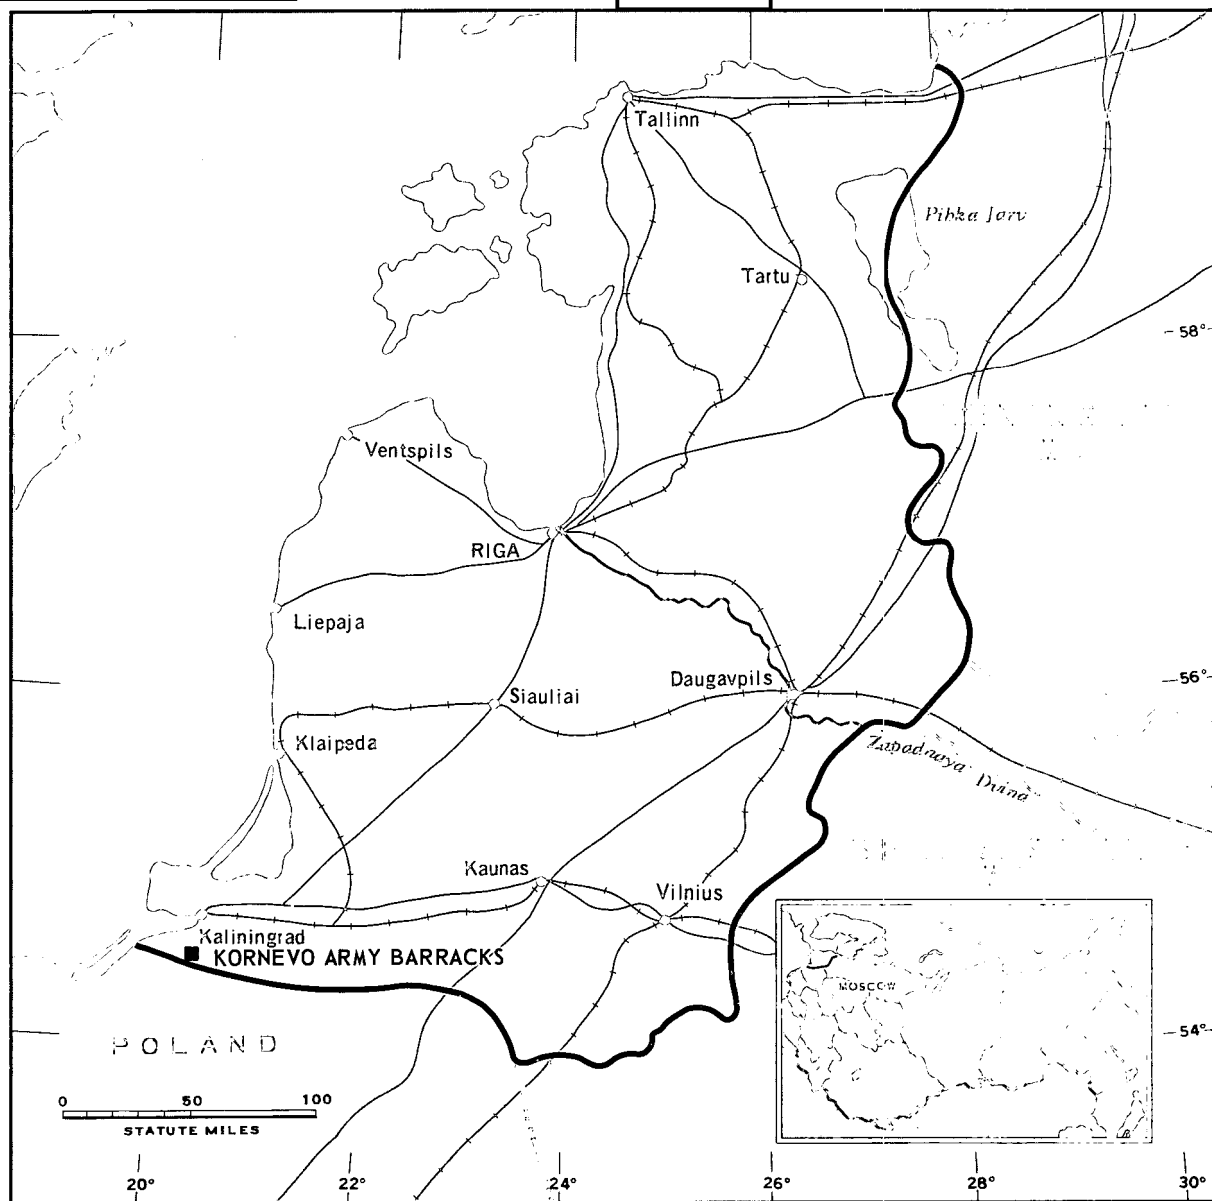 Tallinn
Pihka Jarv
Tartu
58°
Ventspils
RIGA
Liepaja
Daugavpils
56°
Siauliai
Klaipeda
Zapadnaya Dvina
Kaunas
Vilnius
Kaliningrad
KORNEVO ARMY BARRACKS
MOSCOW
POLAND
54°
0 50 100
STATUTE MILES
20° 22° 24° 26° 28° 30°